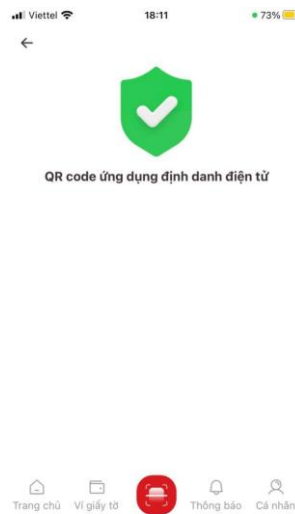 Viettel 18:11 73%
QR code ứng dụng định danh điện tử
Trang chủ Ví giấy tờ Thông báo Cá nhân